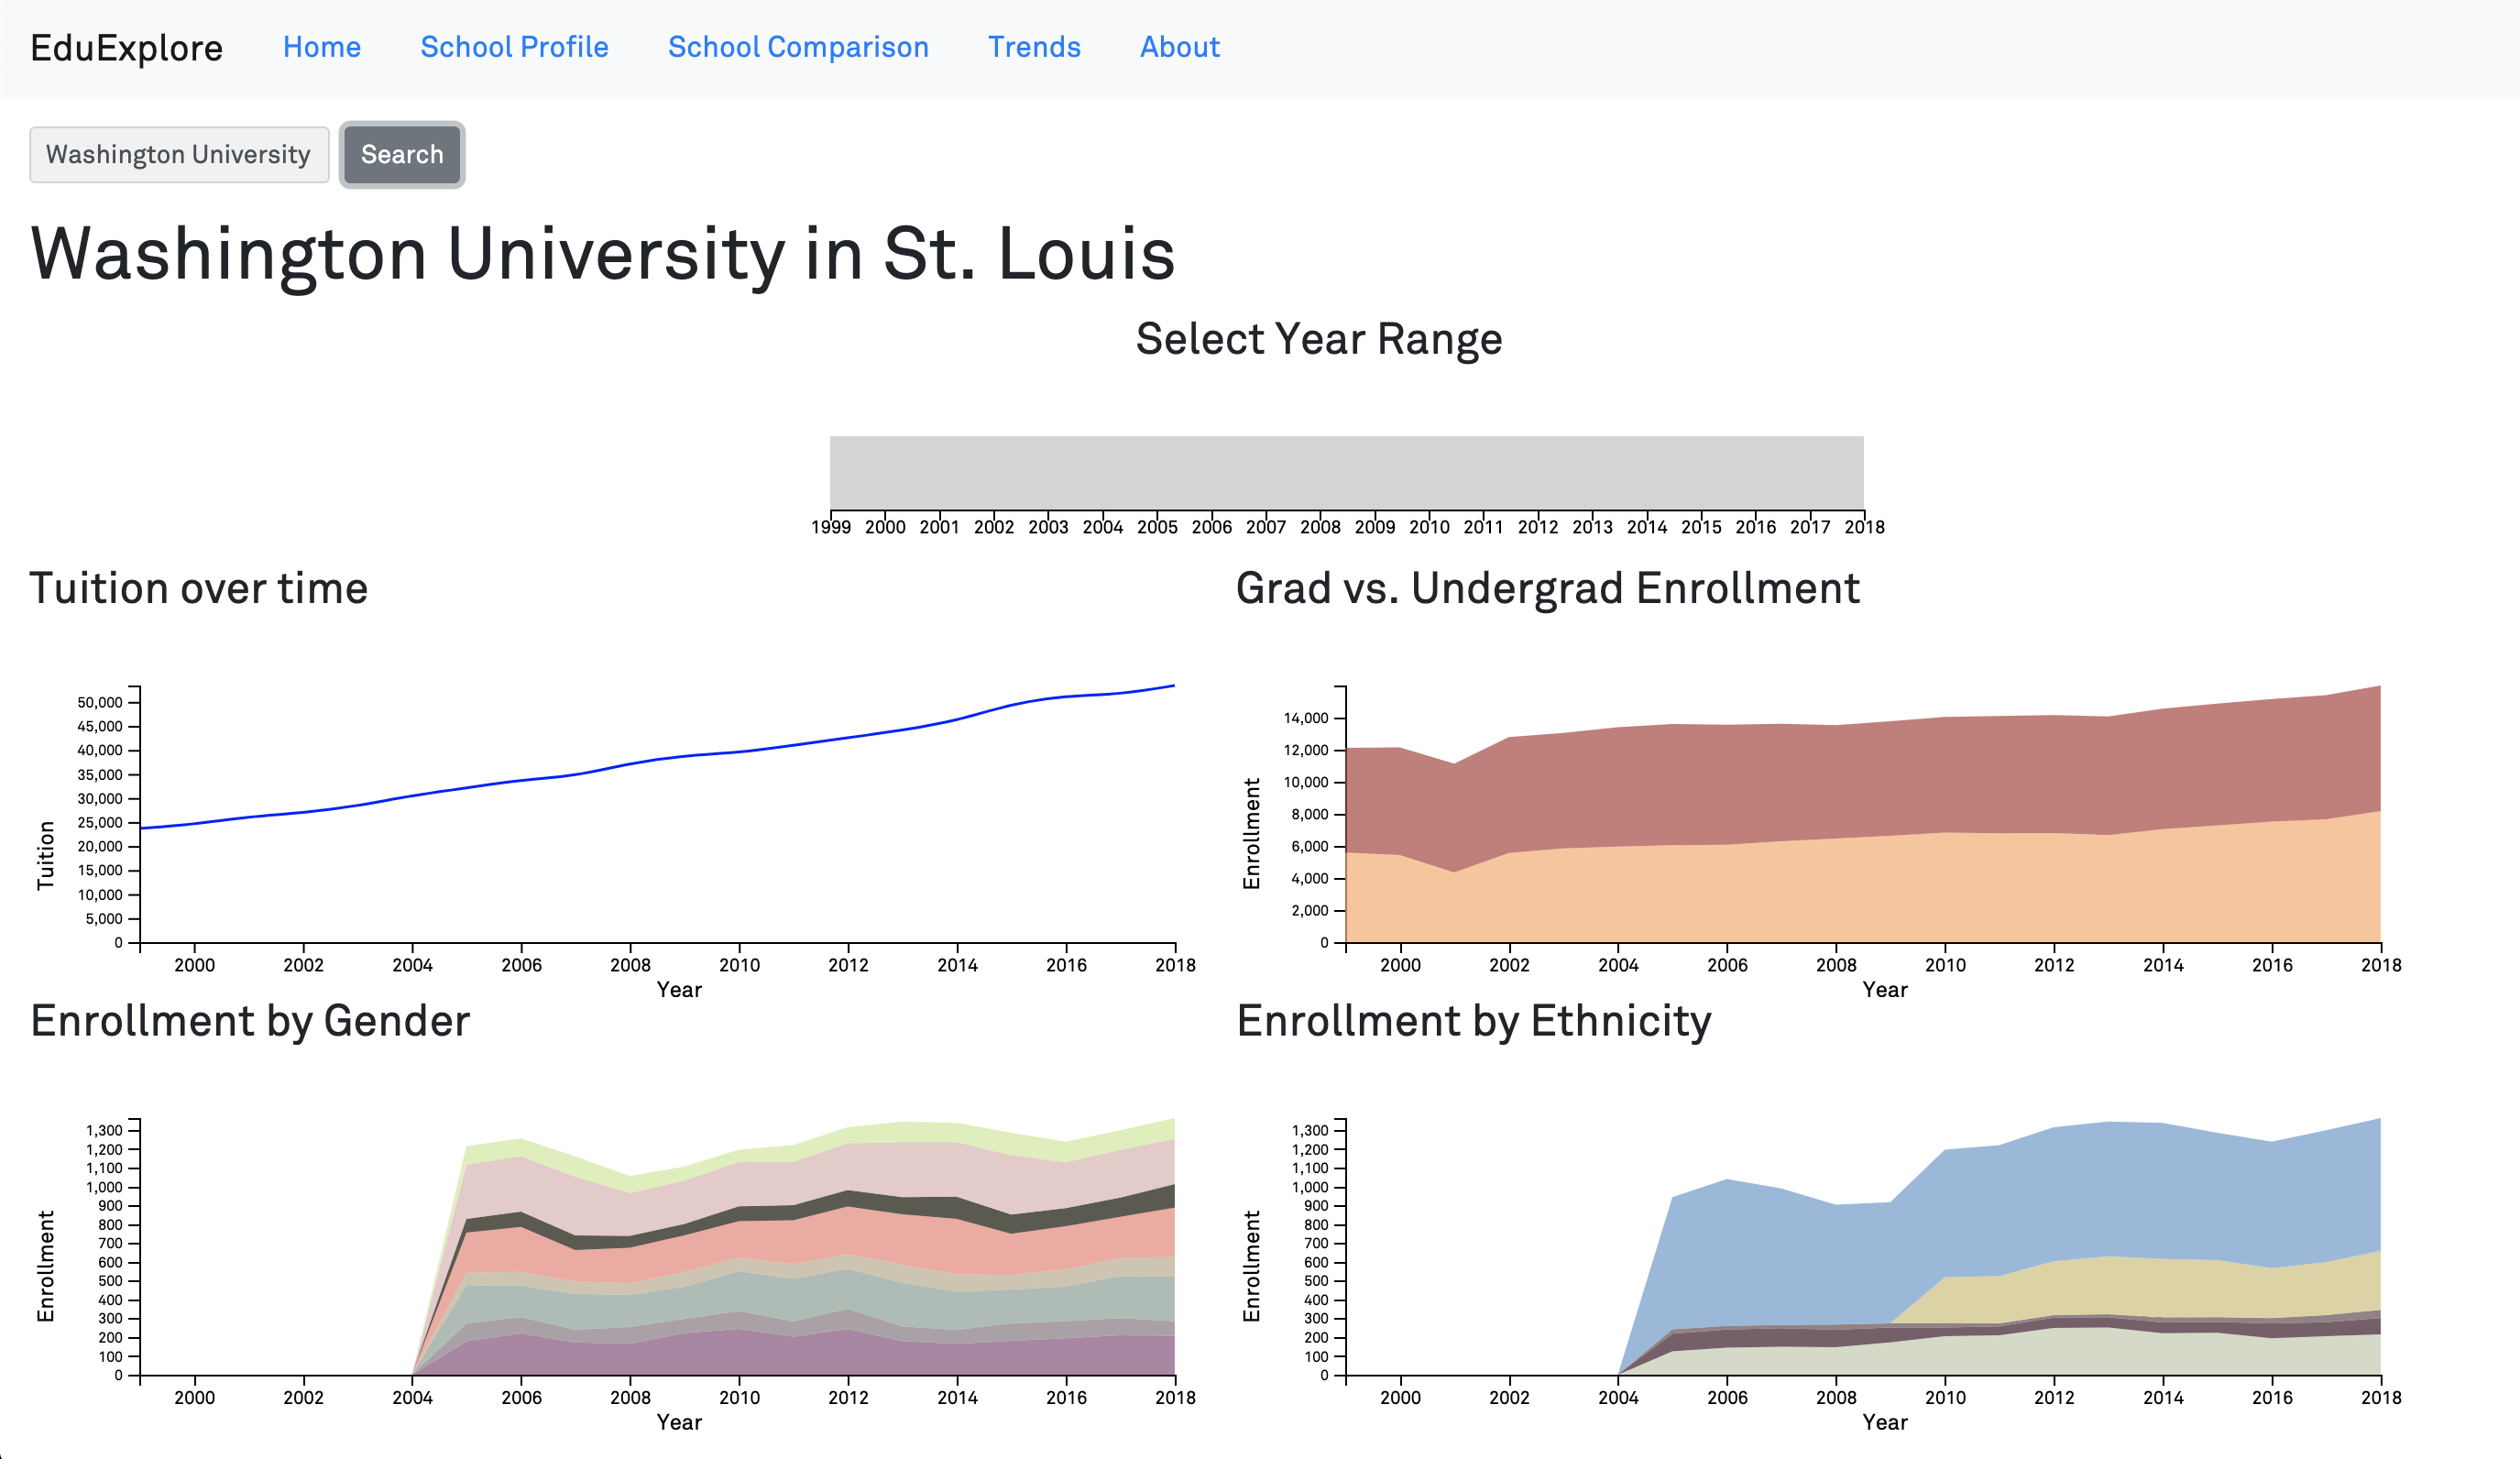 EduExplore Home School Profile School Comparison Trends About
Washington University Search
Washington University in St. Louis
Select Year Range
1999 2000 2001 2002 2003 2004 2005 2006 2007 2008 2009 2010 2011 2012 2013 2014 2015 2016 2017 2018
Tuition over time
50,000
45,000
40,000
35,000
30,000
25,000
20,000
15,000
10,000
5,000
0
Tuition
2000 2002 2004 2006 2008 2010 2012 2014 2016 2018
Year
Grad vs. Undergrad Enrollment
14,000
12,000
10,000
8,000
6,000
4,000
2,000
0
Enrollment
2000 2002 2004 2006 2008 2010 2012 2014 2016 2018
Year
Enrollment by Gender
1,300
1,200
1,100
1,000
900
800
700
600
500
400
300
200
100
0
Enrollment
2000 2002 2004 2006 2008 2010 2012 2014 2016 2018
Year
Enrollment by Ethnicity
1,300
1,200
1,100
1,000
900
800
700
600
500
400
300
200
100
0
Enrollment
2000 2002 2004 2006 2008 2010 2012 2014 2016 2018
Year